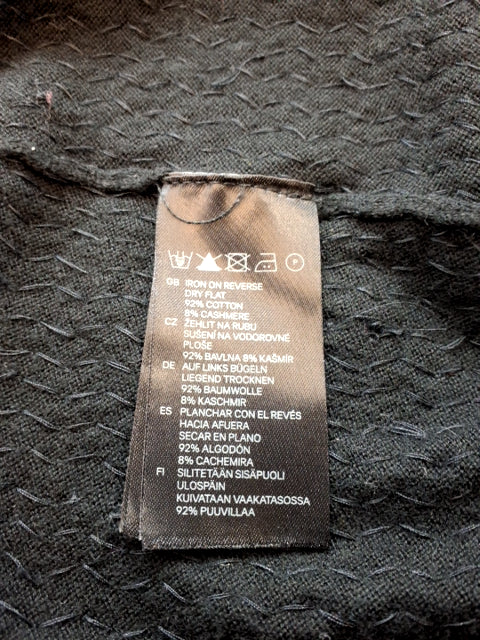 P
GB IRON ON REVERSE
DRY FLAT
92% COTTON
8% CASHMERE
CZ ŽEHLIT NA RUBU
SUŠENÍ NA VODOROVNÉ
PLOŠE
92% BAVLNA 8% KAŠMÍR
DE AUF LINKS BÜGELN
LIEGEND TROCKNEN
92% BAUMWOLLE
8% KASCHMIR
ES PLANCHAR CON EL REVÉS
HACIA AFUERA
SECAR EN PLANO
92% ALGODÓN
8% CACHEMIRA
FI SILITETÄÄN SISÄPUOLI
ULOSPÄIN
KUIVATAAN VAAKATASOSSA
92% PUUVILLAA